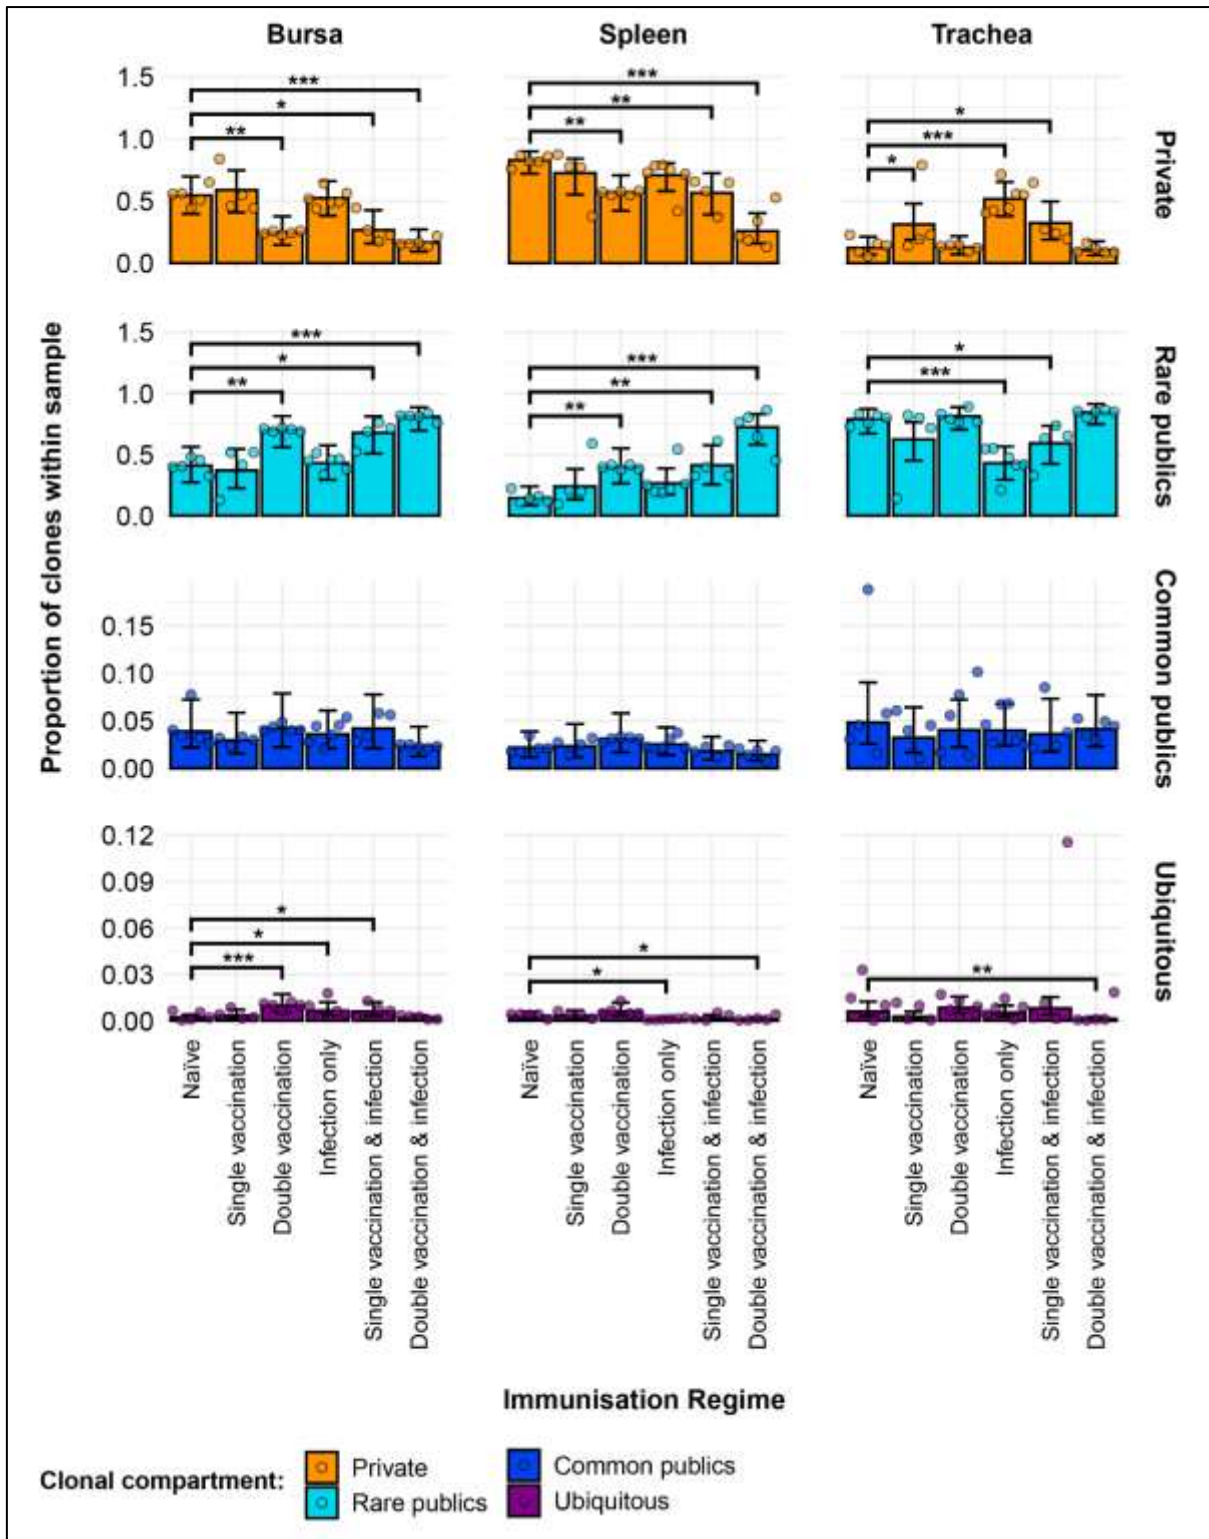 Bursa Spleen Trachea
Proportion of clones within sample
1.5
1.0
0.5
0.0
*** * **
*** ** **
* *** *
Private
1.5
1.0
0.5
0.0
*** * **
*** ** **
* ***
Rare publics
0.15
0.10
0.05
0.00
Common publics
0.12
0.09
0.06
0.03
0.00
* * ***
* *
**
Ubiquitous
Naïve
Single vaccination
Double vaccination
Infection only
Single vaccination & infection
Double vaccination & infection
Naïve
Single vaccination
Double vaccination
Infection only
Single vaccination & infection
Double vaccination & infection
Naïve
Single vaccination
Double vaccination
Infection only
Single vaccination & infection
Double vaccination & infection
Immunisation Regime
Clonal compartment:
Private Common publics
Rare publics Ubiquitous